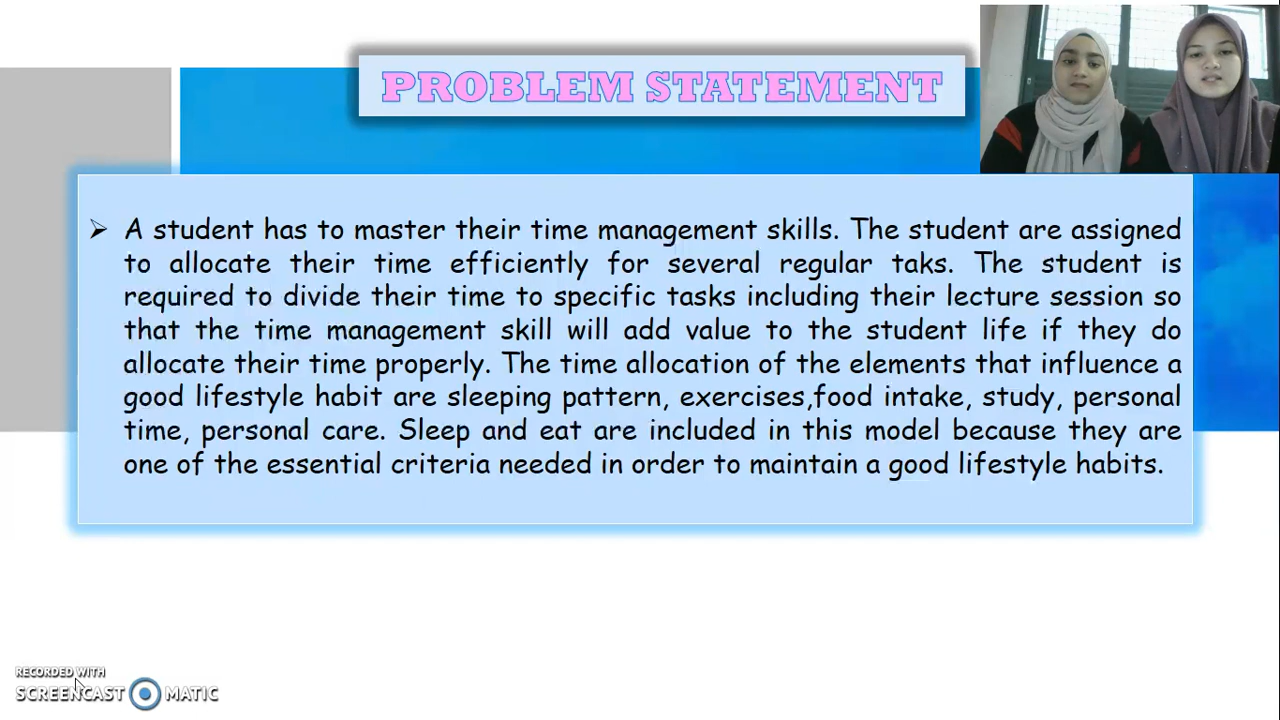 PROBLEM STATEMENT
➢ A student has to master their time management skills. The student are assigned
to allocate their time efficiently for several regular taks. The student is
required to divide their time to specific tasks including their lecture session so
that the time management skill will add value to the student life if they do
allocate their time properly. The time allocation of the elements that influence a
good lifestyle habit are sleeping pattern, exercises,food intake, study, personal
time, personal care. Sleep and eat are included in this model because they are
one of the essential criteria needed in order to maintain a good lifestyle habits.
RECORDED WITH
SCREENCAST MATIC